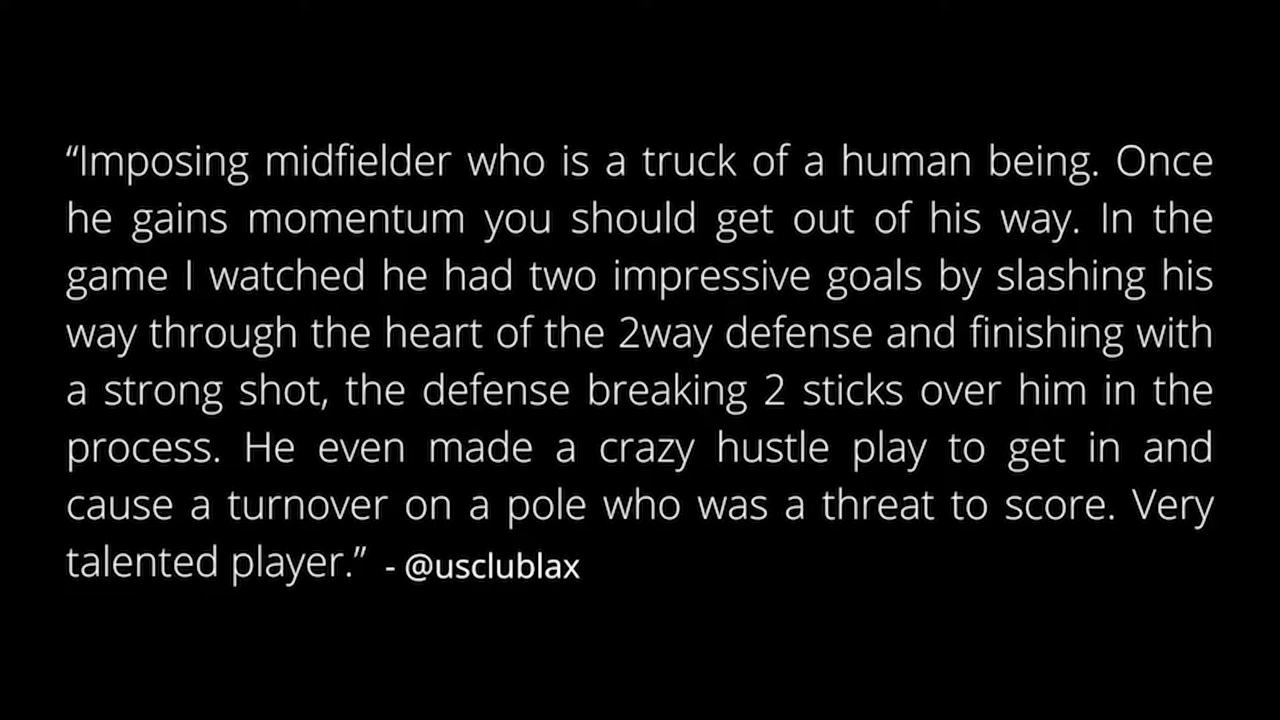 “Imposing midfielder who is a truck of a human being. Once
he gains momentum you should get out of his way. In the
game I watched he had two impressive goals by slashing his
way through the heart of the 2way defense and finishing with
a strong shot, the defense breaking 2 sticks over him in the
process. He even made a crazy hustle play to get in and
cause a turnover on a pole who was a threat to score. Very
talented player.” - @usclublax